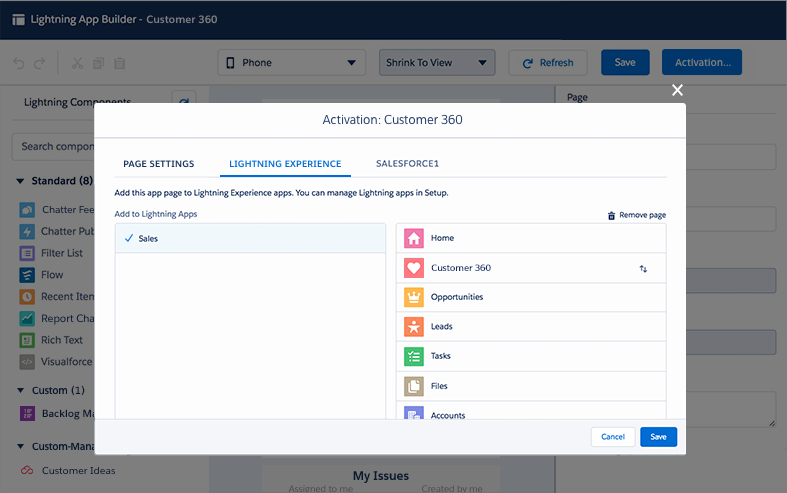 Lightning App Builder - Customer 360
Phone
Shrink To View
Refresh
Save
Activation...
Lightning Components
Page
Search compon
Standard (8)
Chatter Fee
Chatter Pub
Filter List
Flow
Recent Item
Report Cha
Rich Text
Visualforce
Custom (1)
Backlog Ma
Custom-Mana
Customer Ideas
Activation: Customer 360
PAGE SETTINGS
LIGHTNING EXPERIENCE
SALESFORCE1
Add this app page to Lightning Experience apps. You can manage Lightning apps in Setup.
Add to Lightning Apps
Remove page
Sales
Home
Customer 360
Opportunities
Leads
Tasks
Files
Accounts
Cancel
Save
My Issues
Assigned to me
Created by me